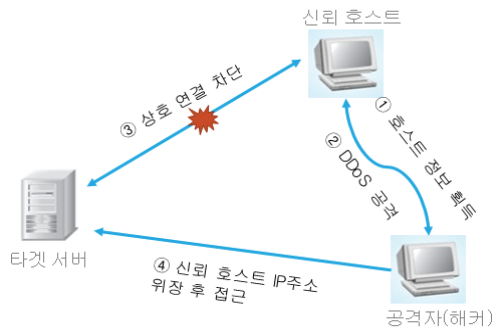 신뢰 호스트
③ 상호 연결 차단
① 호스트 정보 획득
② DDoS 공격
타겟 서버
④ 신뢰 호스트 IP주소
위장 후 접근
공격자(해커)